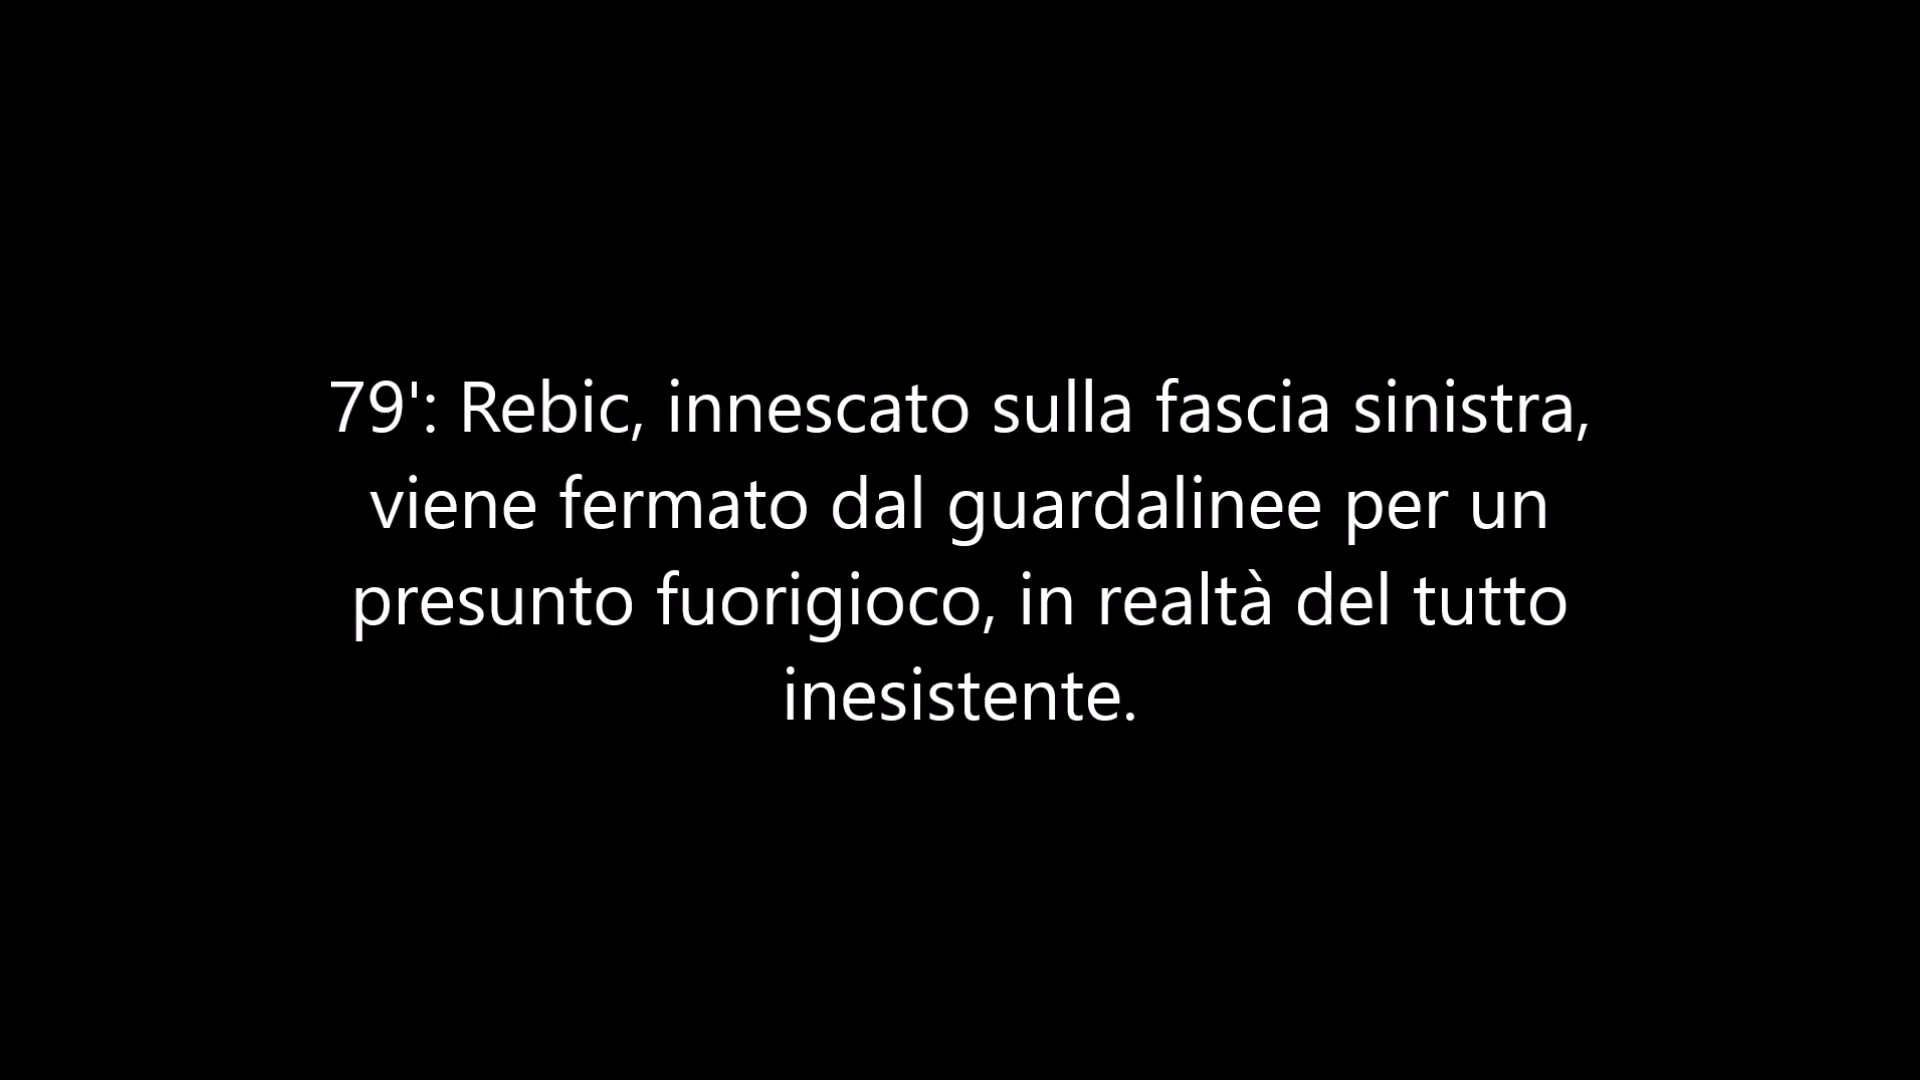 79': Rebic, innescato sulla fascia sinistra,
viene fermato dal guardalinee per un
presunto fuorigioco, in realtà del tutto
inesistente.